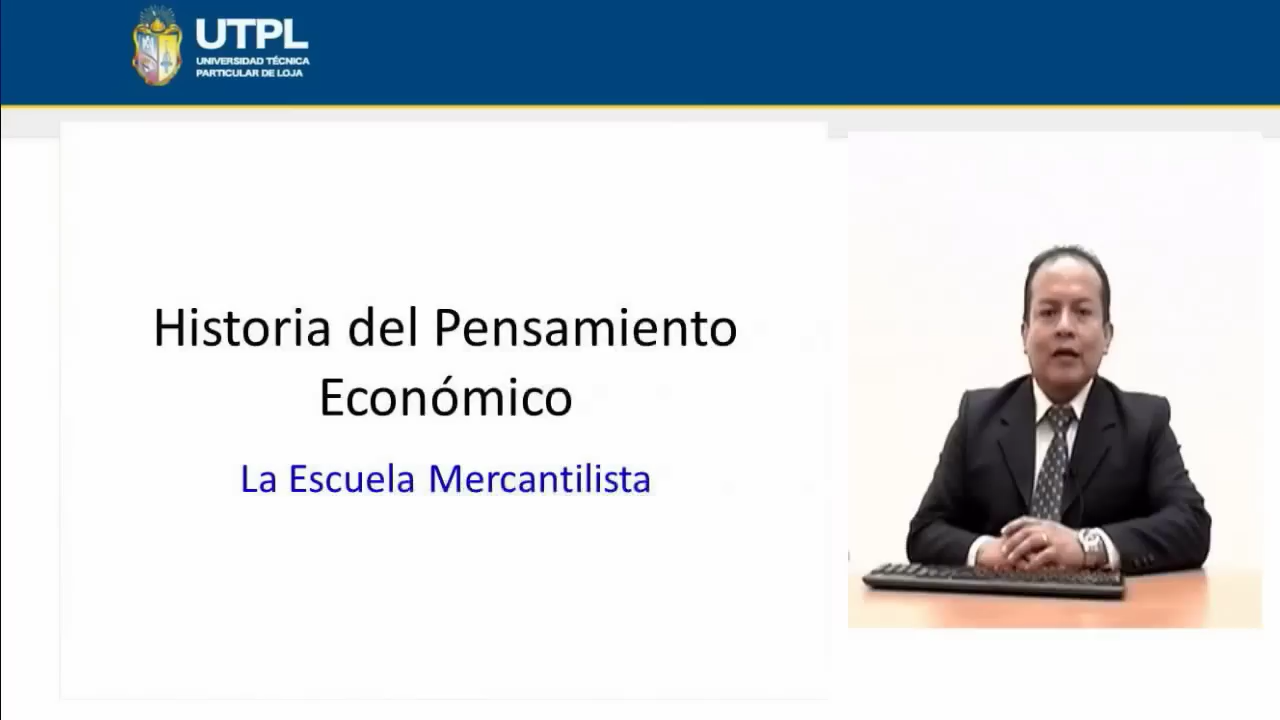 UTPL
UNIVERSIDAD TÉCNICA
PARTICULAR DE LOJA
Historia del Pensamiento
Económico
La Escuela Mercantilista